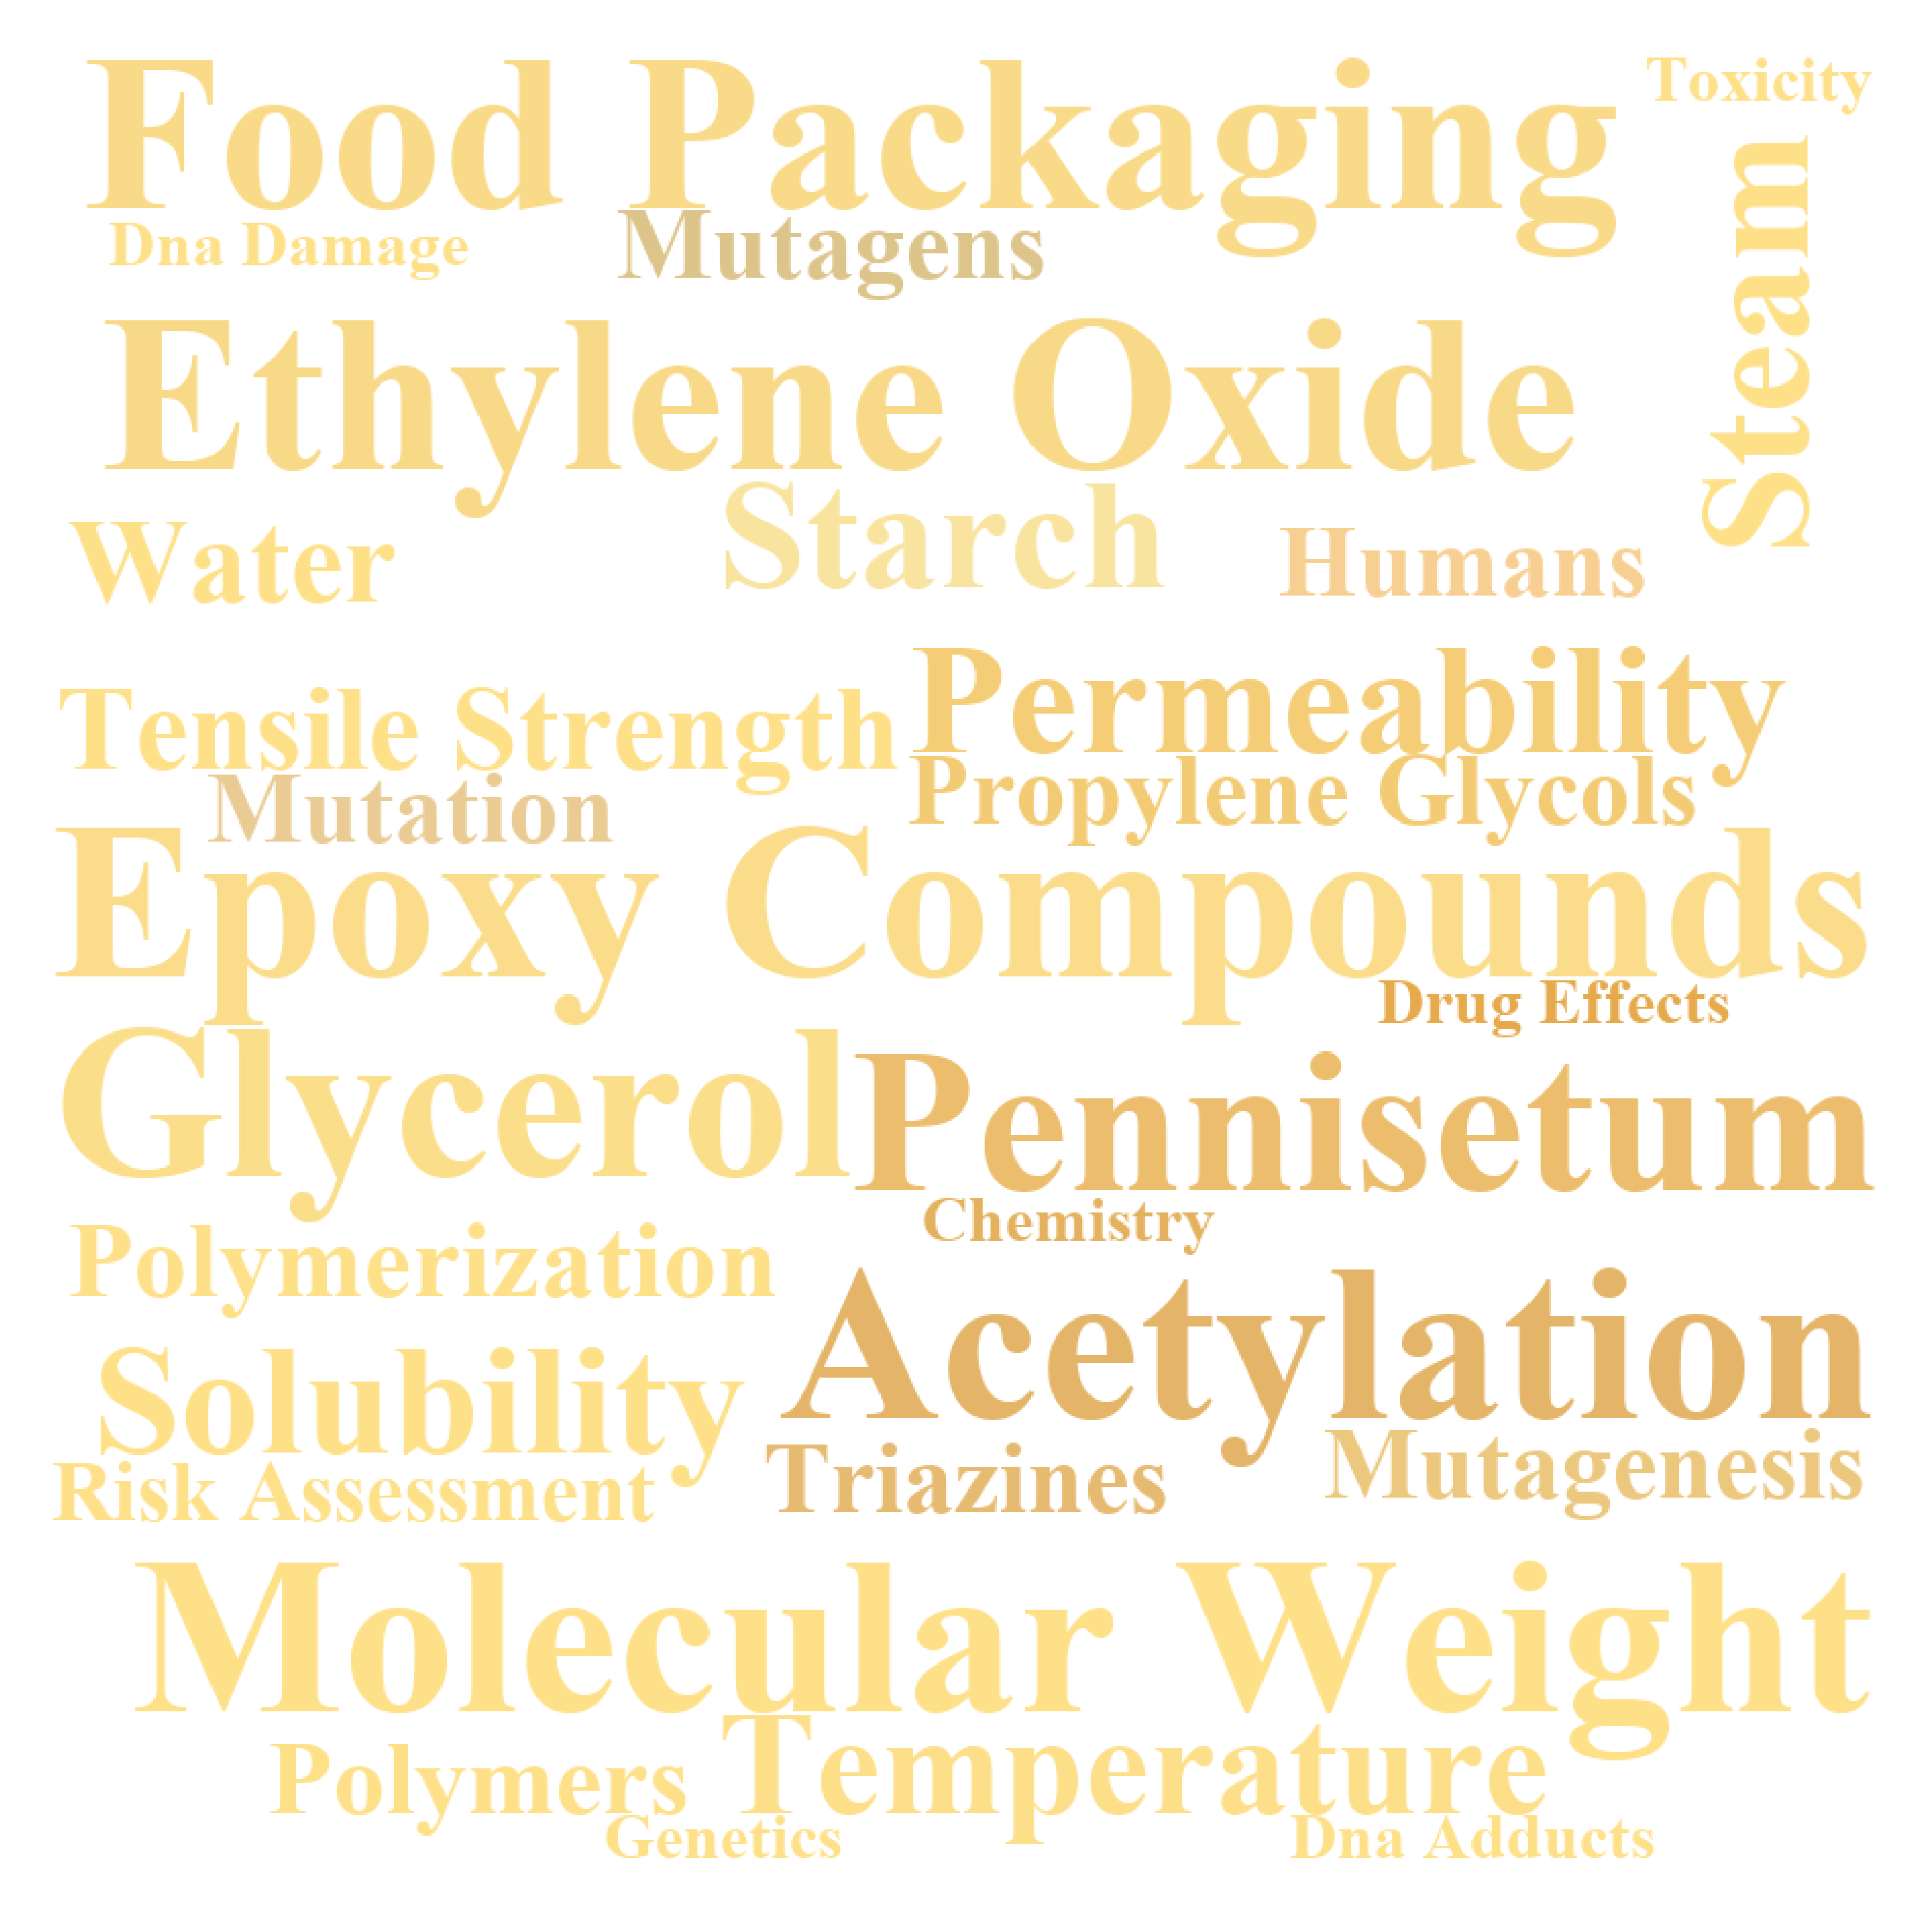 Food Packaging
Toxicity
Steam
Dna Damage
Mutagens
Ethylene Oxide
Water
Starch
Humans
Tensile Strength
Permeability
Mutation
Propylene Glycols
Epoxy Compounds
Drug Effects
Glycerol
Pennisetum
Chemistry
Polymerization
Acetylation
Solubility
Risk Assessment
Triazines
Mutagenesis
Molecular Weight
Polymers
Temperature
Genetics
Dna Adducts